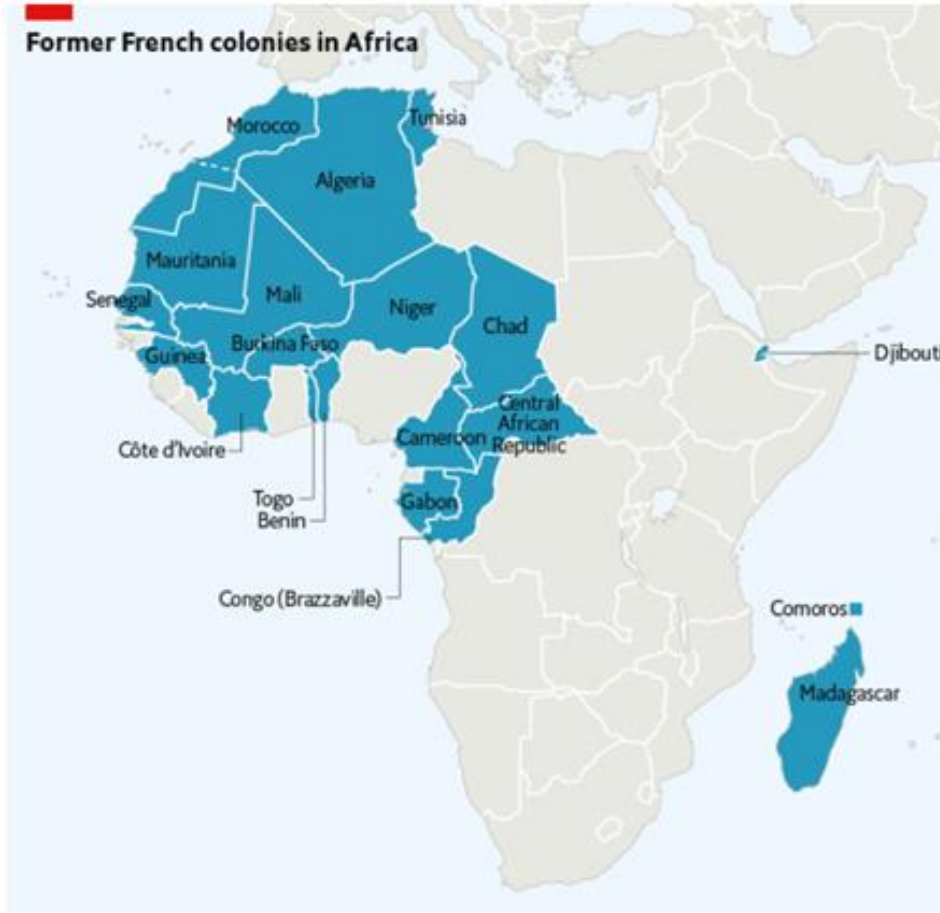 Former French colonies in Africa
Morocco
Tunisia
Algeria
Mauritania
Senegal
Mali
Niger
Chad
Burkina Faso
Guinea
Djibouti
Côte d'Ivoire
Central
African
Republic
Cameroon
Togo
Benin
Gabon
Congo (Brazzaville)
Comoros
Madagascar